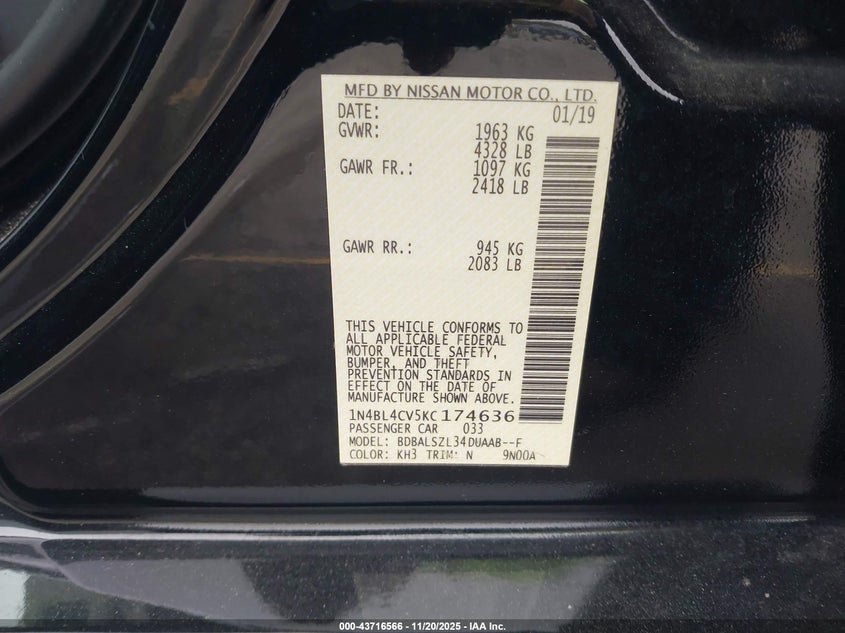 MFD BY NISSAN MOTOR CO., LTD.
DATE: 01/19
GVWR: 1963 KG
4328 LB
GAWR FR.: 1097 KG
2418 LB
GAWR RR.: 945 KG
2083 LB
THIS VEHICLE CONFORMS TO
ALL APPLICABLE FEDERAL
MOTOR VEHICLE SAFETY,
BUMPER, AND THEFT
PREVENTION STANDARDS IN
EFFECT ON THE DATE OF
MANUFACTURE SHOWN ABOVE.
1N4BL4CV5KC174636
PASSENGER CAR 033
MODEL: BDBALSZL34DUAAB--F
COLOR: KH3 TRIM: N 9N00A
000-43716566 - 11/20/2025 - IAA Inc.